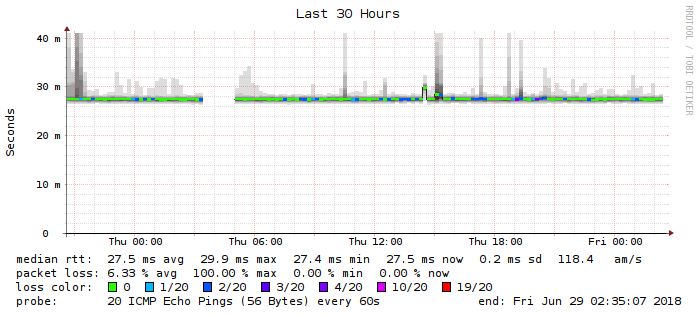 Last 30 Hours
RRDTOOL / TOBI OETIKER
Seconds
40 m
30 m
20 m
10 m
0
Thu 00:00 Thu 06:00 Thu 12:00 Thu 18:00 Fri 00:00
median rtt: 27.5 ms avg 29.9 ms max 27.4 ms min 27.5 ms now 0.2 ms sd 118.4 am/s
packet loss: 6.33 % avg 100.00 % max 0.00 % min 0.00 % now
loss color: 0 1/20 2/20 3/20 4/20 10/20 19/20
probe: 20 ICMP Echo Pings (56 Bytes) every 60s end: Fri Jun 29 02:35:07 2018